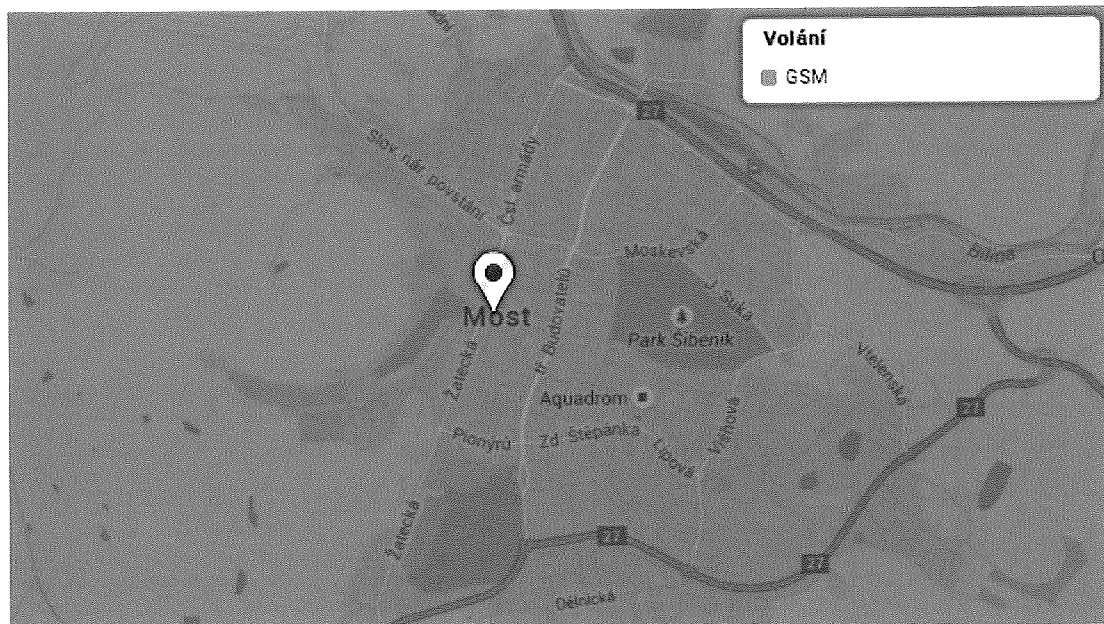 Volání
GSM
27
Slov. nár. povstání
Čsl. armády
Moskevská
Bílina
J. Suka
Most
tř. Budovatelů
Park Šibeník
Žatecká
Vtelenská
Aquadrom
27
Pionýrů
Zd. Štěpánka
Lipová
Višňová
Žatecká
27
27
Dělnická